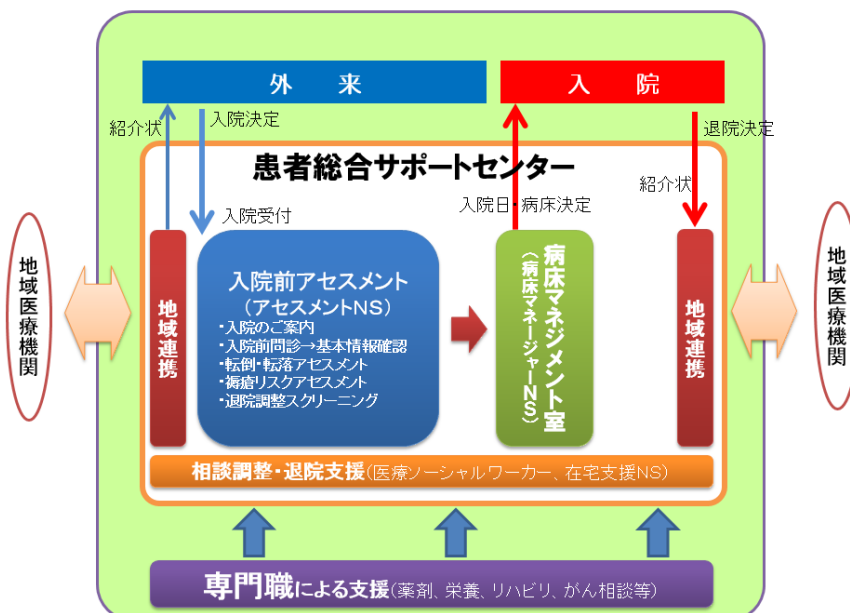 外　来
入　院
紹介状
入院決定
退院決定
患者総合サポートセンター
紹介状
入院受付
入院日・病床決定
地域医療機関
地域連携
入院前アセスメント
(アセスメントNS)
・入院のご案内
・入院前問診→基本情報確認
・転倒・転落アセスメント
・褥瘡リスクアセスメント
・退院調整スクリーニング
病床マネジメント室
(病床マネージャーNS)
地域連携
地域医療機関
相談調整・退院支援(医療ソーシャルワーカー、在宅支援NS)
専門職による支援(薬剤、栄養、リハビリ、がん相談等)